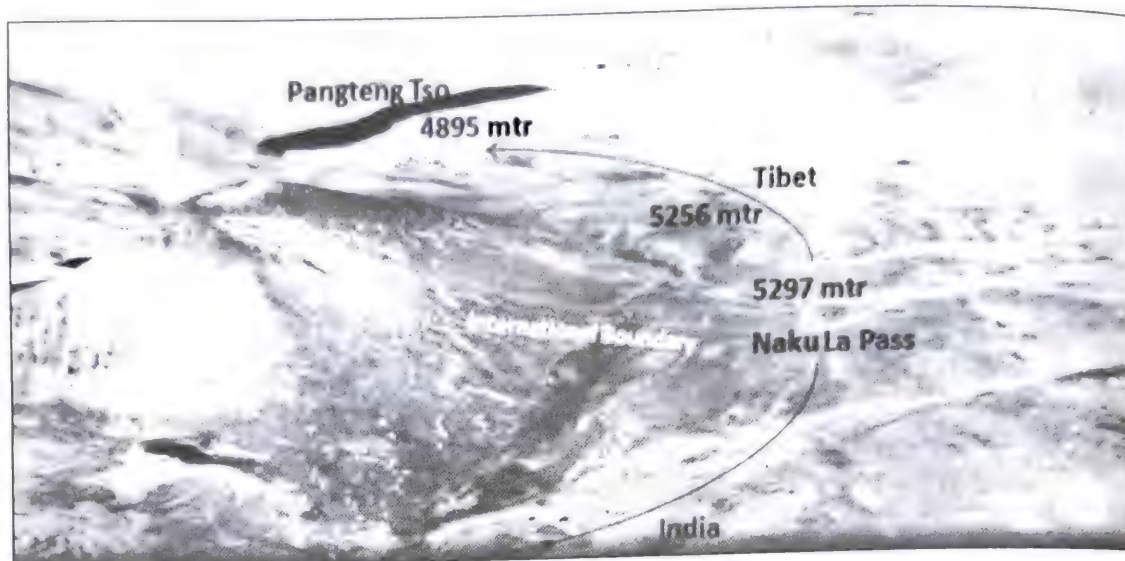 Pangteng Tso
4895 mtr
Tibet
5256 mtr
5297 mtr
International Boundary
Naku La Pass
India